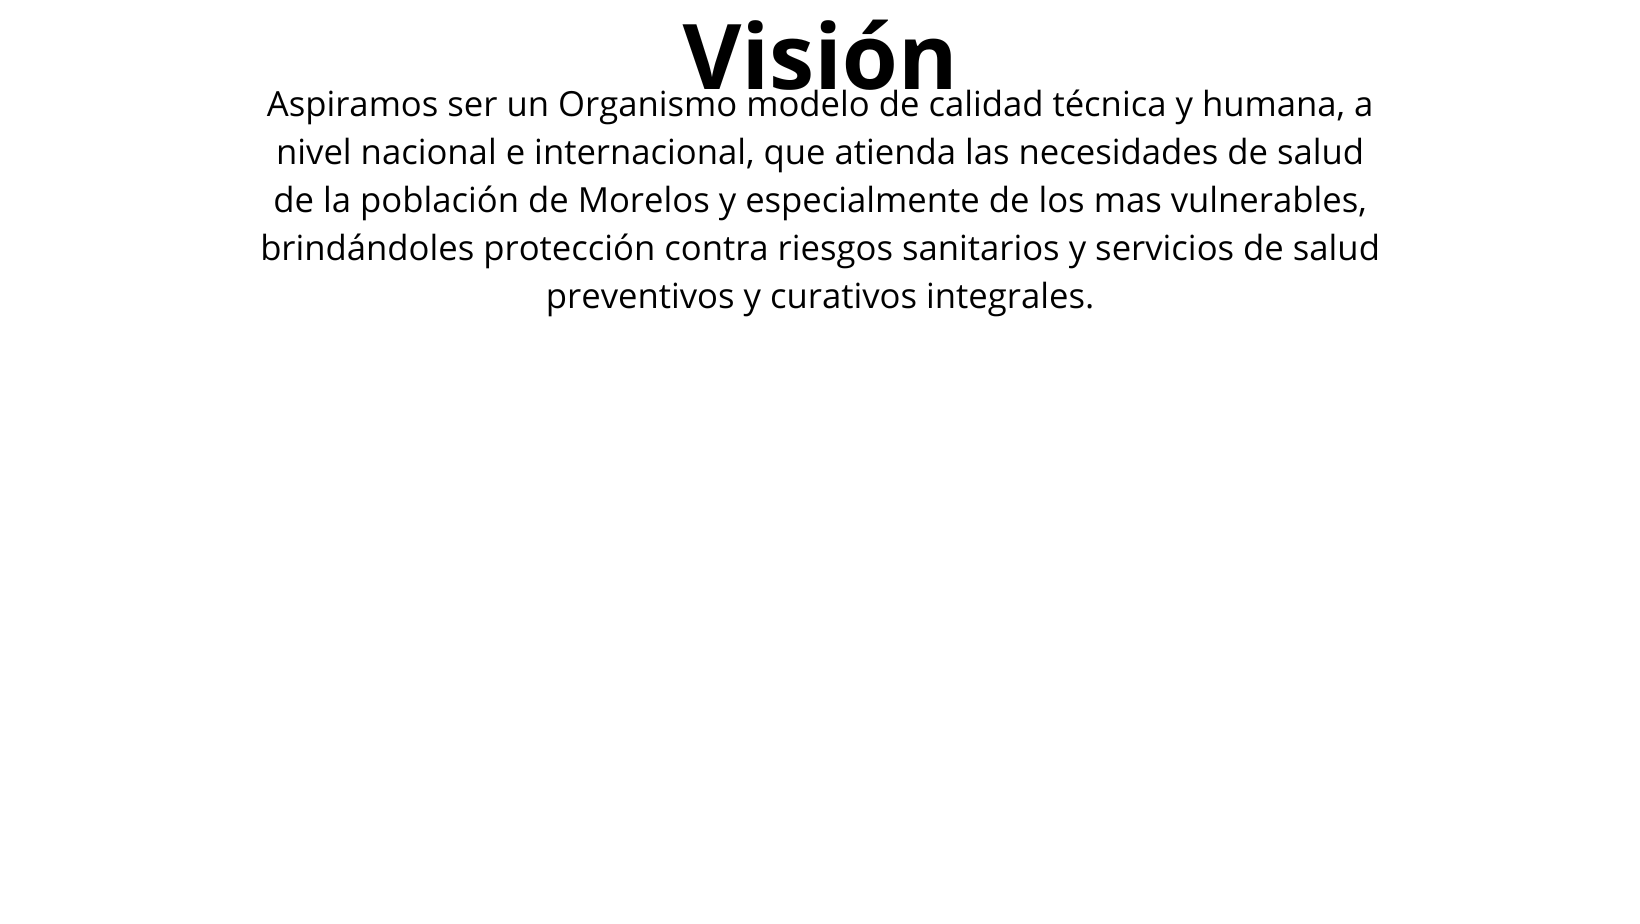 Visión
Aspiramos ser un Organismo modelo de calidad técnica y humana, a
nivel nacional e internacional, que atienda las necesidades de salud
de la población de Morelos y especialmente de los mas vulnerables,
brindándoles protección contra riesgos sanitarios y servicios de salud
preventivos y curativos integrales.